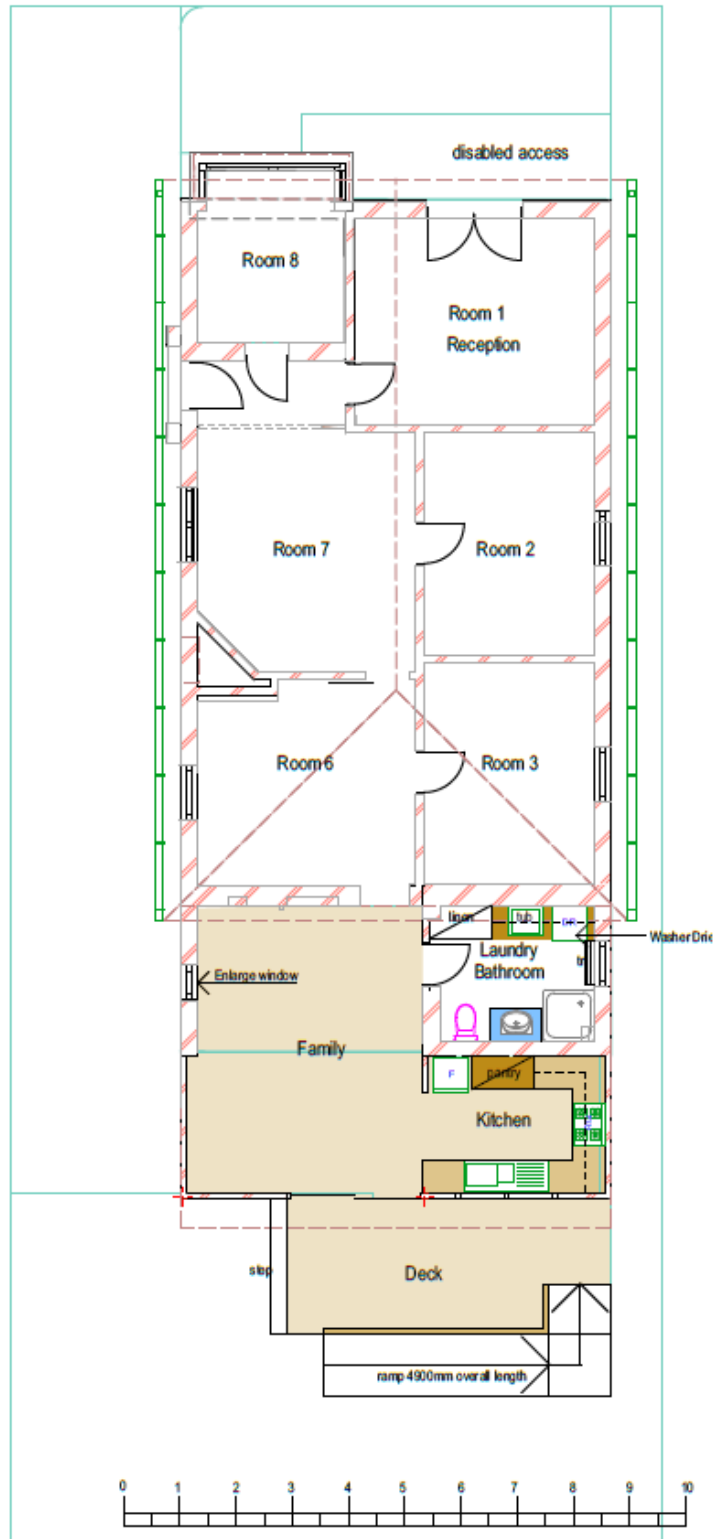 disabled access
Room 8
Room 1
Reception
Room 7
Room 2
Room 6
Room 3
linen
tub
DR
Washer Drie
Laundry
Bathroom
tr
Enlarge window
Family
F
pantry
Kitchen
step
Deck
ramp 4900mm overall length
0 1 2 3 4 5 6 7 8 9 10